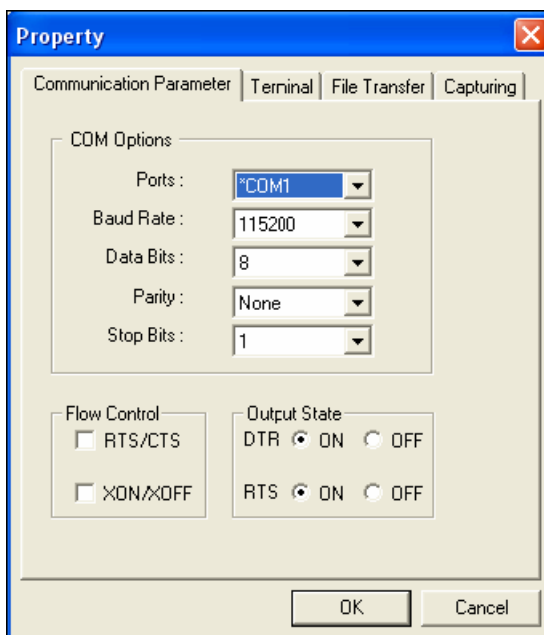 Property
Communication Parameter Terminal File Transfer Capturing
COM Options
Ports :
*COM1
Baud Rate :
115200
Data Bits :
8
Parity :
None
Stop Bits :
1
Flow Control
RTS/CTS
XON/XOFF
Output State
DTR ON OFF
RTS ON OFF
OK Cancel